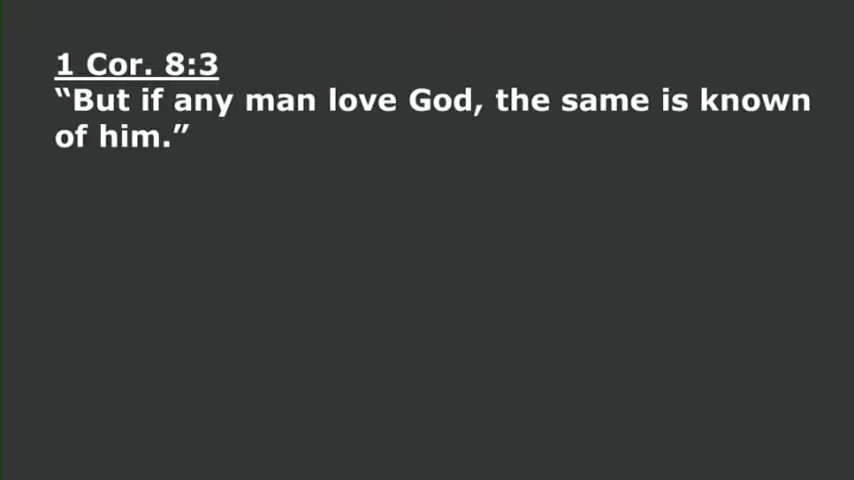 1 Cor. 8:3
“But if any man love God, the same is known
of him.”